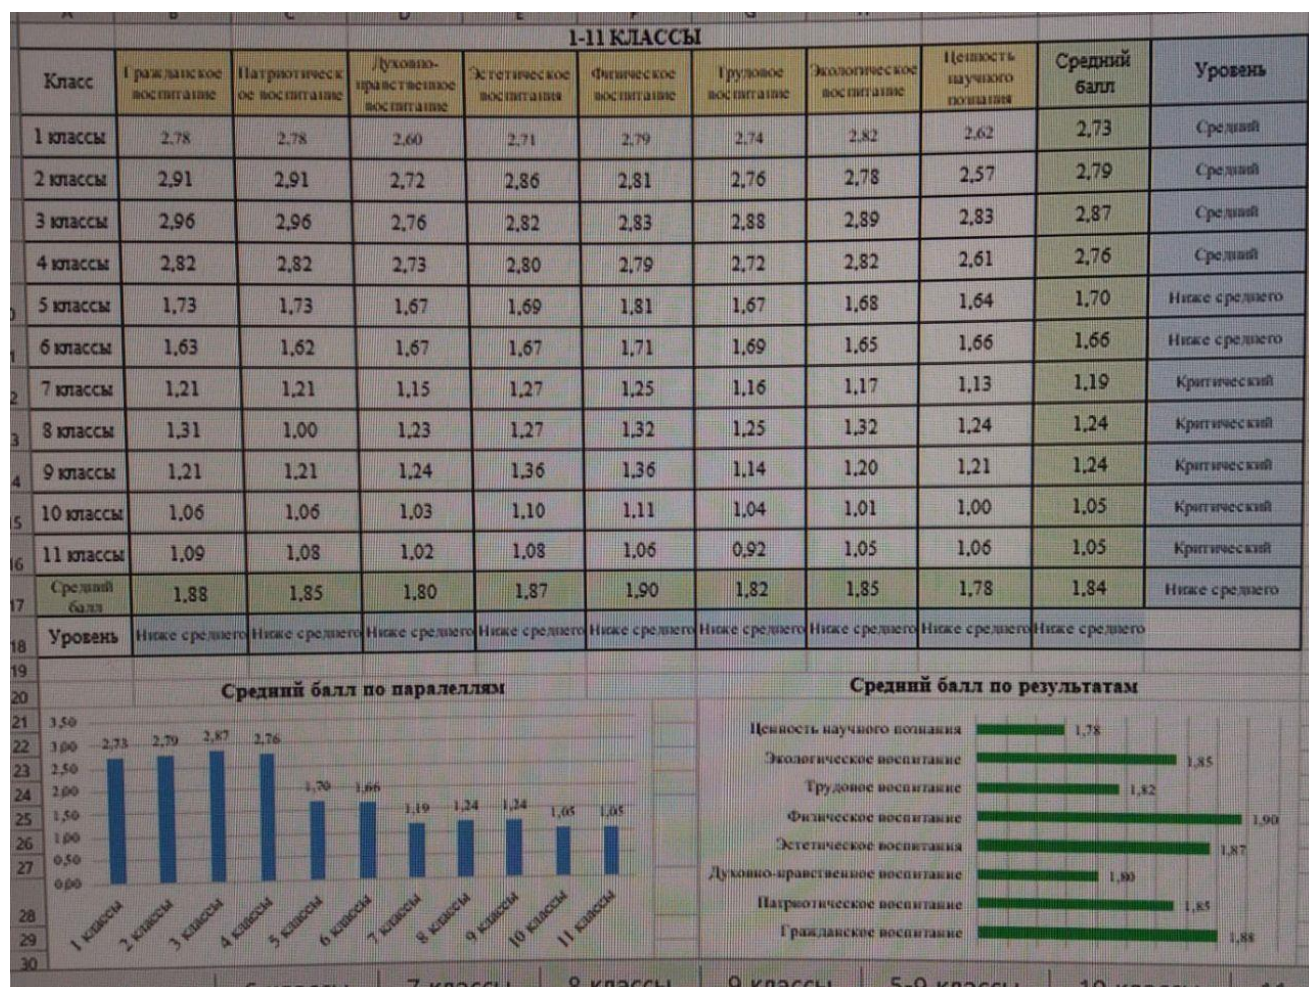 A B C D E F G H
1-11 КЛАССЫ
Класс Гражданское воспитание Патриотическ ое воспитание Духовно-нравственное воспитание Эстетическое воспитания Физическое воспитание Трудовое воспитание Экологическое воспитание Ценность научного познания Средний балл Уровень
1 классы 2,78 2,78 2,60 2,71 2,79 2,74 2,82 2,62 2,73 Средний
2 классы 2,91 2,91 2,72 2,86 2,81 2,76 2,78 2,57 2,79 Средний
3 классы 2,96 2,96 2,76 2,82 2,83 2,88 2,89 2,83 2,87 Средний
4 классы 2,82 2,82 2,73 2,80 2,79 2,72 2,82 2,61 2,76 Средний
5 классы 1,73 1,73 1,67 1,69 1,81 1,67 1,68 1,64 1,70 Ниже среднего
6 классы 1,63 1,62 1,67 1,67 1,71 1,69 1,65 1,66 1,66 Ниже среднего
7 классы 1,21 1,21 1,15 1,27 1,25 1,16 1,17 1,13 1,19 Критический
8 классы 1,31 1,00 1,23 1,27 1,32 1,25 1,32 1,24 1,24 Критический
9 классы 1,21 1,21 1,24 1,36 1,36 1,14 1,20 1,21 1,24 Критический
10 классы 1,06 1,06 1,03 1,10 1,11 1,04 1,01 1,00 1,05 Критический
11 классы 1,09 1,08 1,02 1,08 1,06 0,92 1,05 1,06 1,05 Критический
17 Средний балл 1,88 1,85 1,80 1,87 1,90 1,82 1,85 1,78 1,84 Ниже среднего
18 Уровень Ниже среднего Ниже среднего Ниже среднего Ниже среднего Ниже среднего Ниже среднего Ниже среднего Ниже среднего Ниже среднего
19
20
21
22
23
24
25
26
27
28
29
30
Средний балл по параллелям
3,50
3,00
2,50
2,00
1,50
1,00
0,50
0,00
2,73 2,79 2,87 2,76 1,70 1,66 1,19 1,24 1,24 1,05 1,05
1 классы 2 классы 3 классы 4 классы 5 классы 6 классы 7 классы 8 классы 9 классы 10 классы 11 классы
Средний балл по результатам
Ценность научного познания 1,78
Экологическое воспитание 1,85
Трудовое воспитание 1,82
Физическое воспитание 1,90
Эстетическое воспитания 1,87
Духовно-нравственное воспитание 1,80
Патриотическое воспитание 1,85
Гражданское воспитание 1,88
6 классы 7 классы 8 классы 9 классы 5-9 классы 10 классы 11